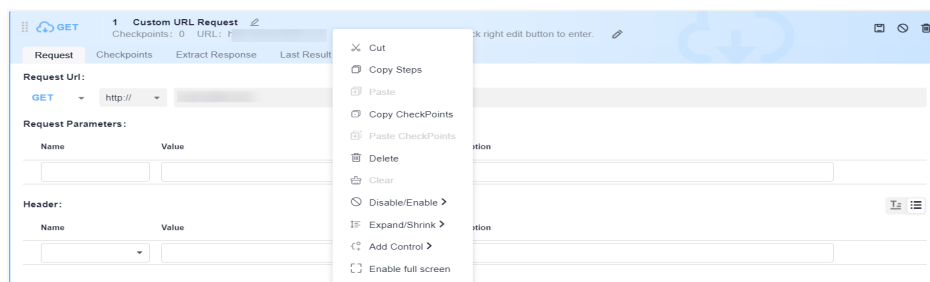 GET 1 Custom URL Request
Checkpoints: 0 URL: ck right edit button to enter.
Request Checkpoints Extract Response Last Result
Cut
Copy Steps
Paste
Copy CheckPoints
Paste CheckPoints
Delete
Clear
Disable/Enable >
Expand/Shrink >
Add Control >
Enable full screen
Request Url:
GET http://
Request Parameters:
Name Value ption
Header:
Name Value ption